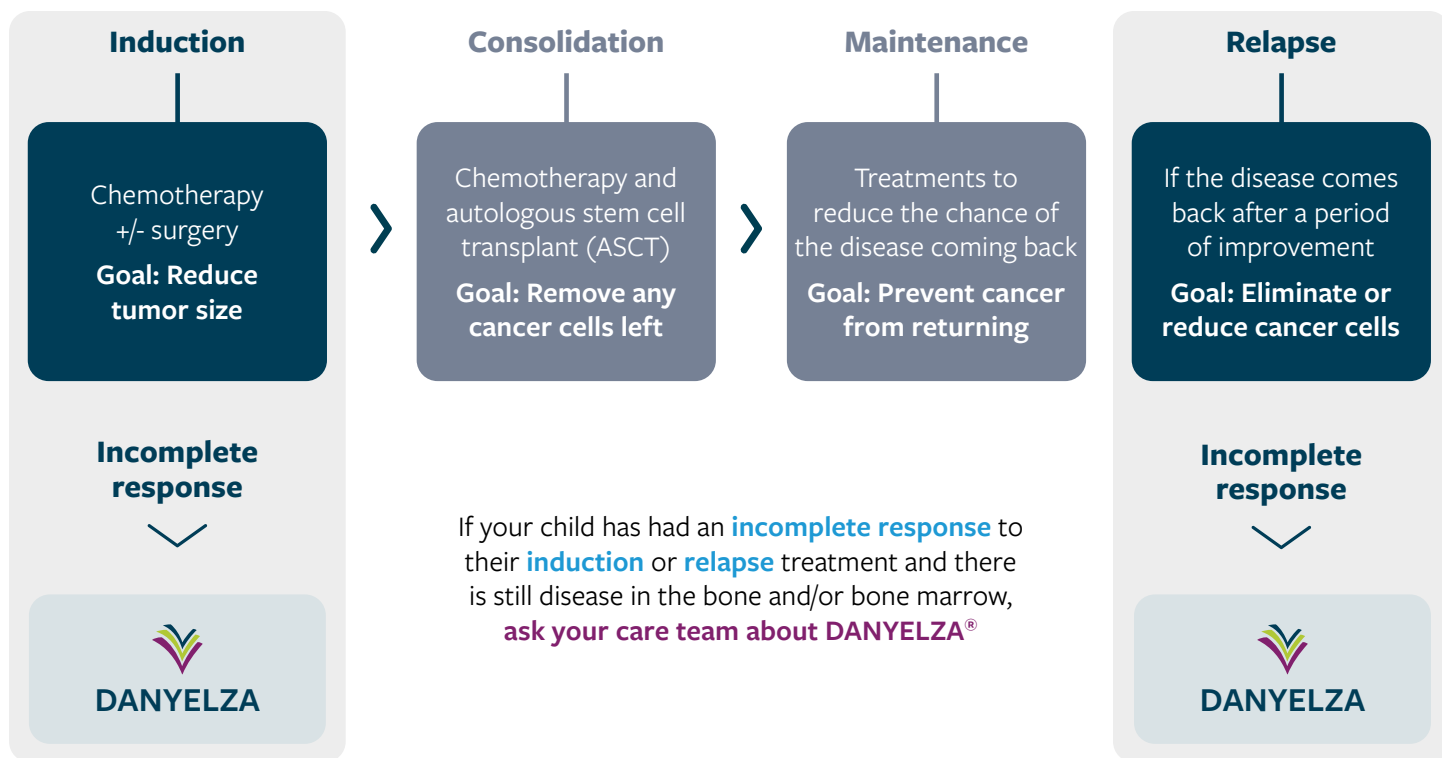 Induction
Chemotherapy
+/- surgery
Goal: Reduce
tumor size
Incomplete
response
DANYELZA
Consolidation
Chemotherapy and
autologous stem cell
transplant (ASCT)
Goal: Remove any
cancer cells left
Maintenance
Treatments to
reduce the chance of
the disease coming back
Goal: Prevent cancer
from returning
If your child has had an incomplete response to
their induction or relapse treatment and there
is still disease in the bone and/or bone marrow,
ask your care team about DANYELZA®
Relapse
If the disease comes
back after a period
of improvement
Goal: Eliminate or
reduce cancer cells
Incomplete
response
DANYELZA